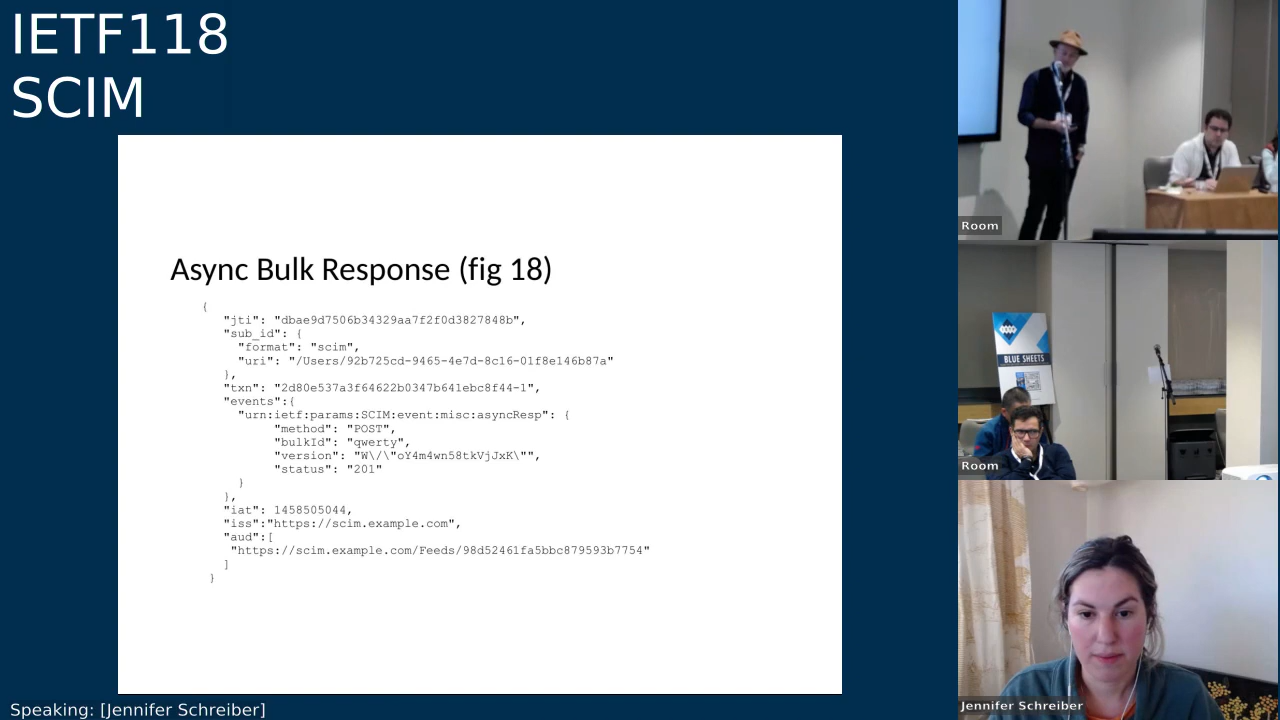 IETF118
SCIM
Async Bulk Response (fig 18)
{
"jti": "dbae9d7506b34329aa7f2f0d3827848b",
"sub_id": {
"format": "scim",
"uri": "/Users/92b725cd-9465-4e7d-8c16-01f8e146b87a"
},
"txn": "2d80e537a3f64622b0347b641ebc8f44-1",
"events":{
"urn:ietf:params:SCIM:event:misc:asyncResp": {
"method": "POST",
"bulkId": "qwerty",
"version": "W\/\"oY4m4wn58tkVjJxK\"",
"status": "201"
}
},
"iat": 1458505044,
"iss":"https://scim.example.com",
"aud":[
"https://scim.example.com/Feeds/98d52461fa5bbc879593b7754"
]
}
Room
BLUE SHEETS
Room
Jennifer Schreiber
Speaking: [Jennifer Schreiber]